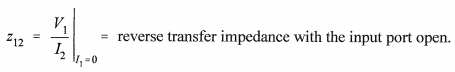 z₁₂ = V₁ / I₂ |I₁=0 = reverse transfer impedance with the input port open.